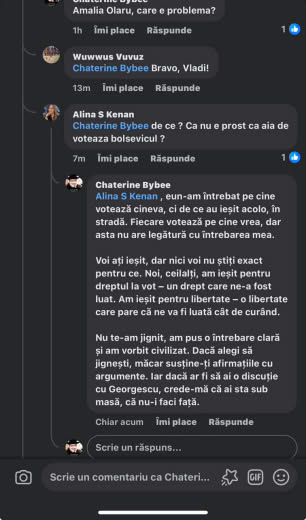 Chaterine Bybee
Amalia Olaru, care e problema?
1h Îmi place Răspunde 1
Wuwwus Vuvuz
Chaterine Bybee Bravo, Vladi!
13m Îmi place Răspunde
Alina S Kenan
Chaterine Bybee de ce ? Ca nu e prost ca aia de
voteaza bolsevicul ?
7m Îmi place Răspunde 1
Chaterine Bybee
Alina S Kenan , eun-am întrebat pe cine
votează cineva, ci de ce au ieșit acolo, în
stradă. Fiecare votează pe cine vrea, dar
asta nu are legătură cu întrebarea mea.
Voi ați ieșit, dar nici voi nu știți exact
pentru ce. Noi, ceilalți, am ieșit pentru
dreptul la vot – un drept care ne-a fost
luat. Am ieșit pentru libertate – o libertate
care pare că ne va fi luată cât de curând.
Nu te-am jignit, am pus o întrebare clară
și am vorbit civilizat. Dacă alegi să
jignești, măcar susține-ți afirmațiile cu
argumente. Iar dacă ar fi să ai o discuție
cu Georgescu, crede-mă că ai sta sub
masă, că nu-i faci față.
Chiar acum Îmi place Răspunde
Scrie un răspuns...
Scrie un comentariu ca Chateri...
GIF